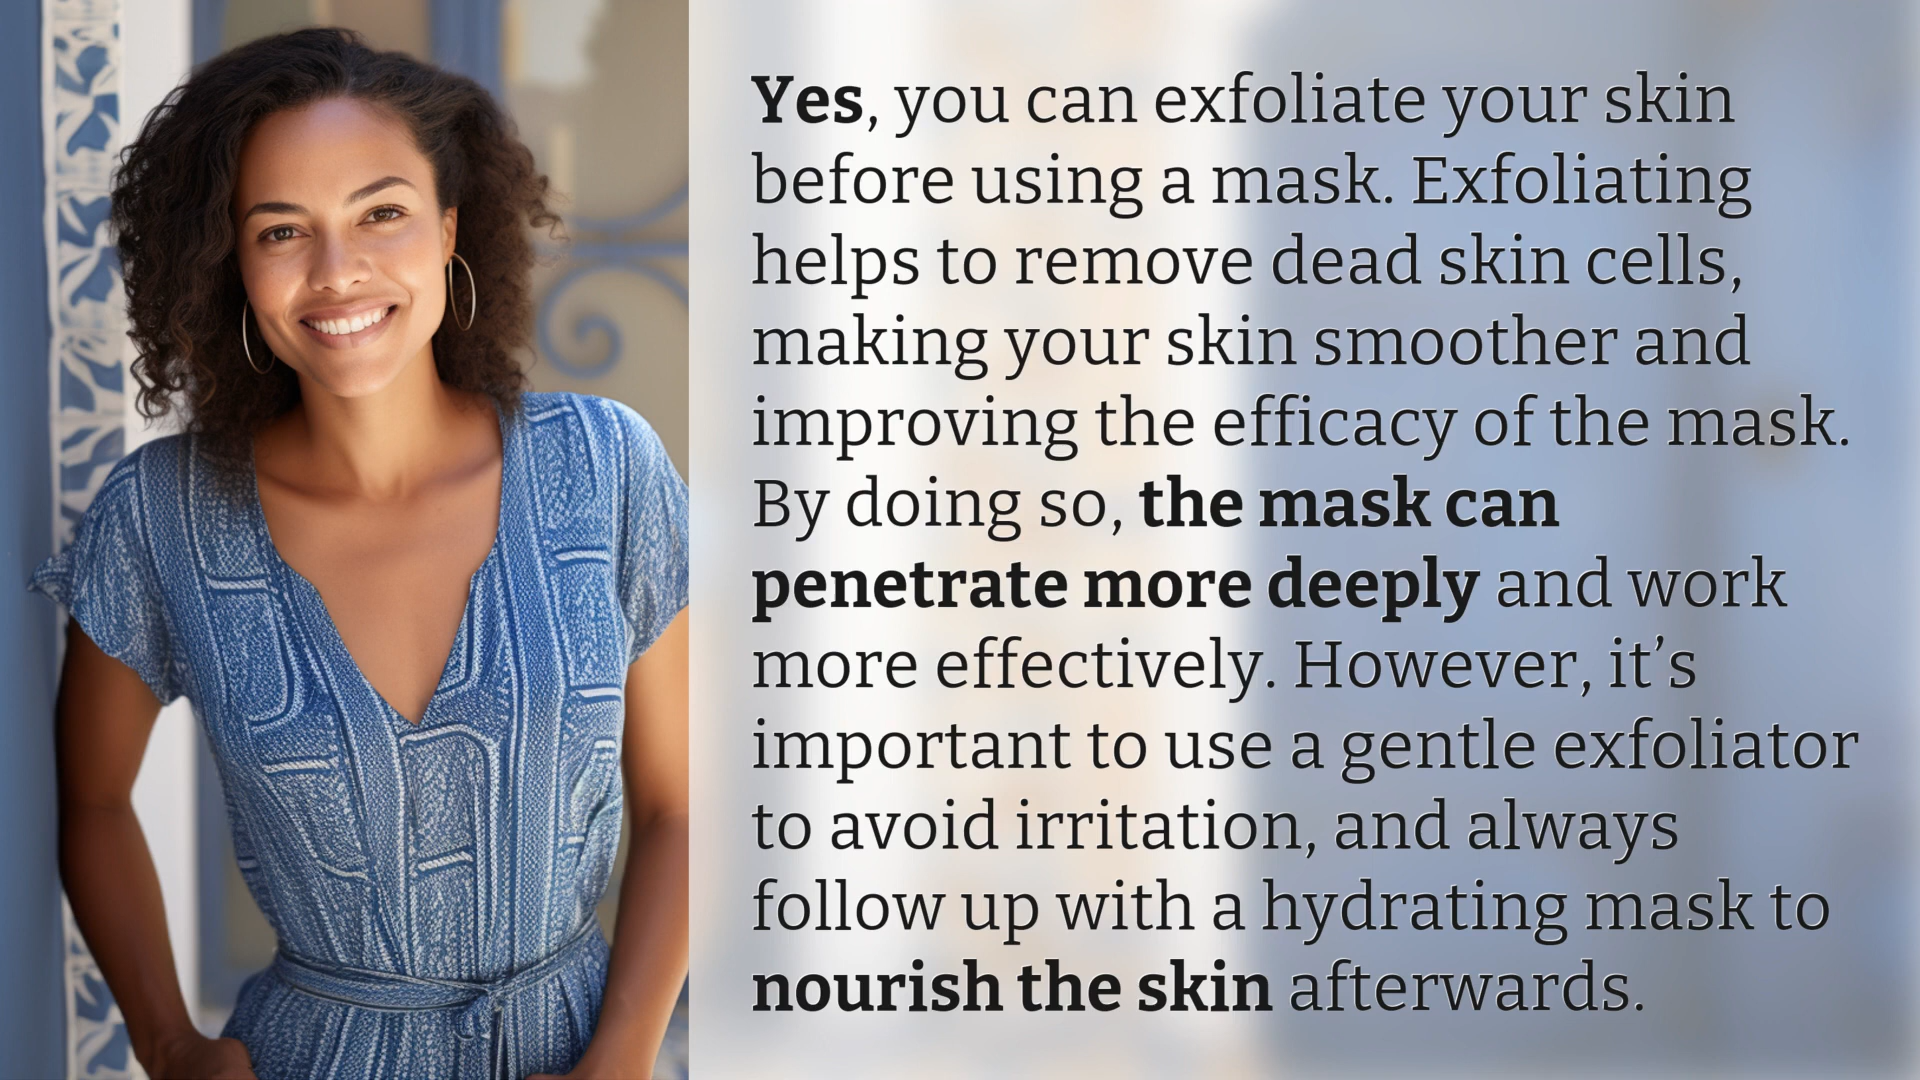 Yes, you can exfoliate your skin
before using a mask. Exfoliating
helps to remove dead skin cells,
making your skin smoother and
improving the efficacy of the mask.
By doing so, the mask can
penetrate more deeply and work
more effectively. However, it’s
important to use a gentle exfoliator
to avoid irritation, and always
follow up with a hydrating mask to
nourish the skin afterwards.